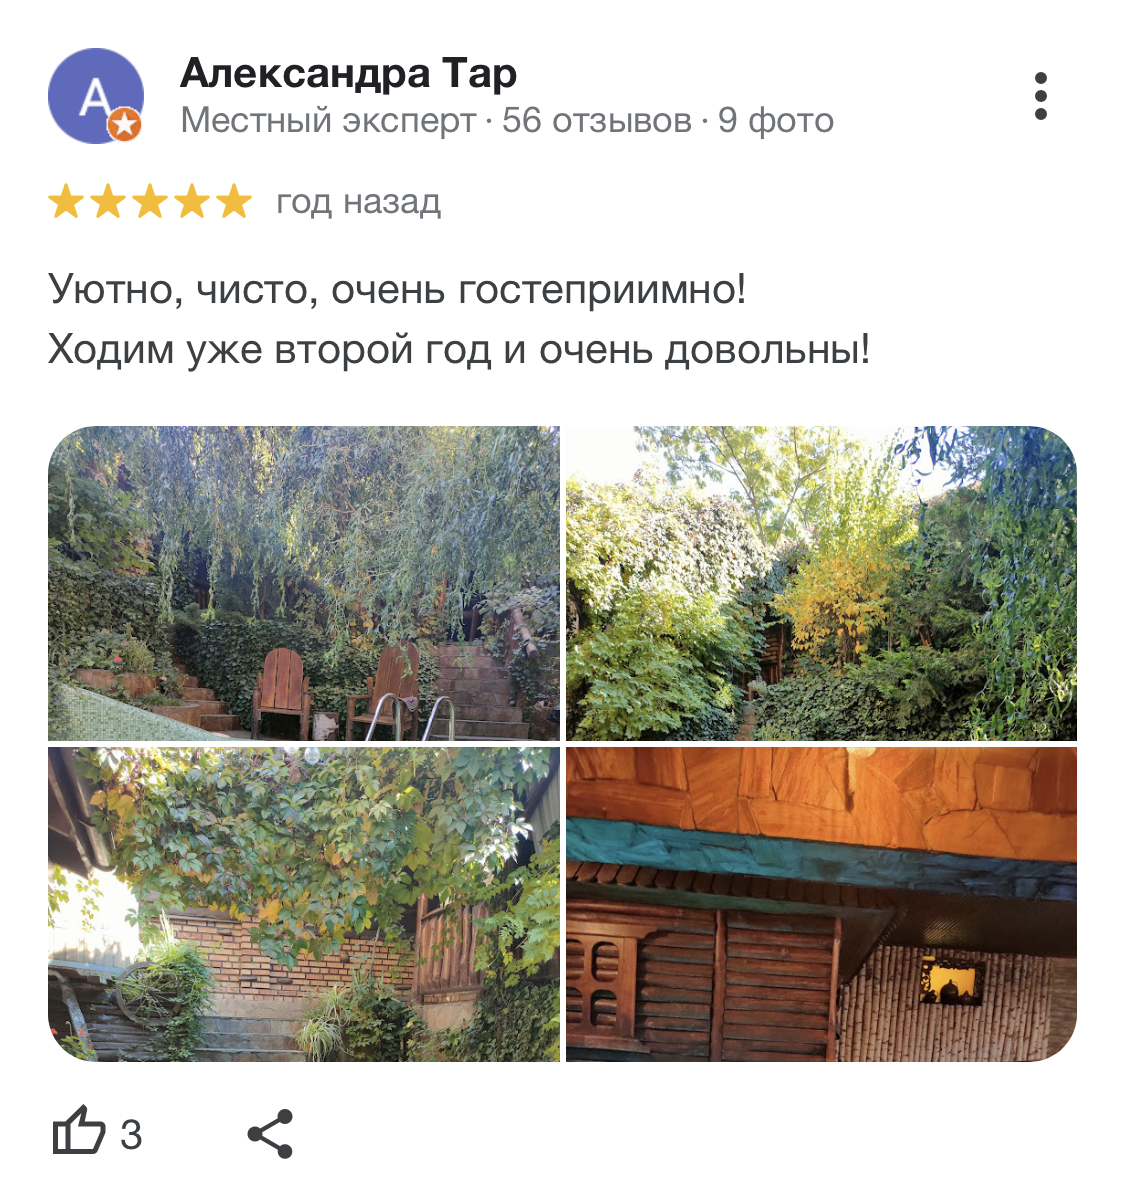 А
Александра Тар
Местный эксперт · 56 отзывов · 9 фото
год назад
Уютно, чисто, очень гостеприимно!
Ходим уже второй год и очень довольны!
3